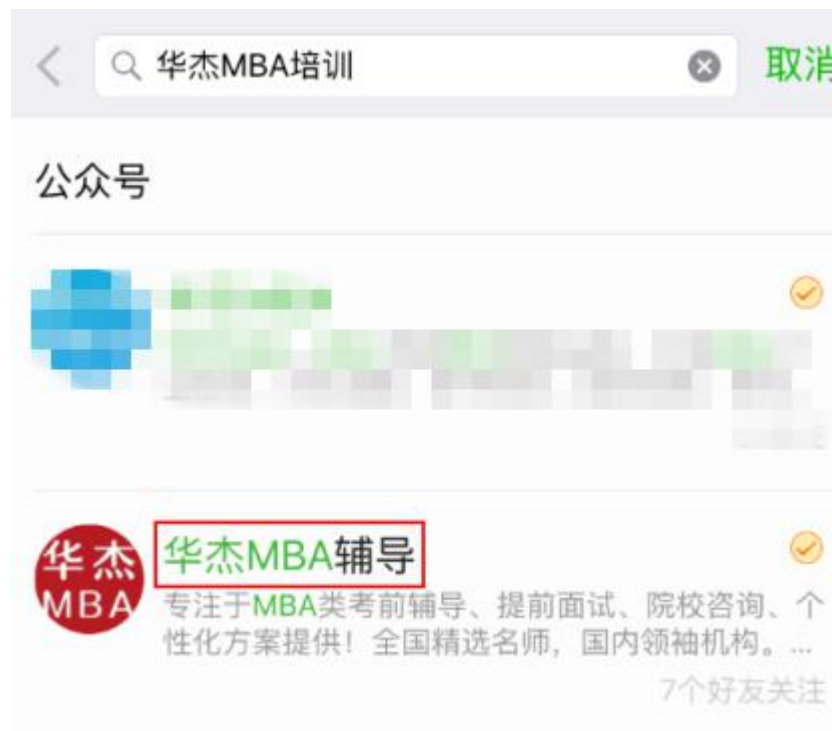 华杰MBA培训
取消
公众号
华杰
MBA
华杰MBA辅导
专注于MBA类考前辅导、提前面试、院校咨询、个
性化方案提供！全国精选名师，国内领袖机构。...
7个好友关注